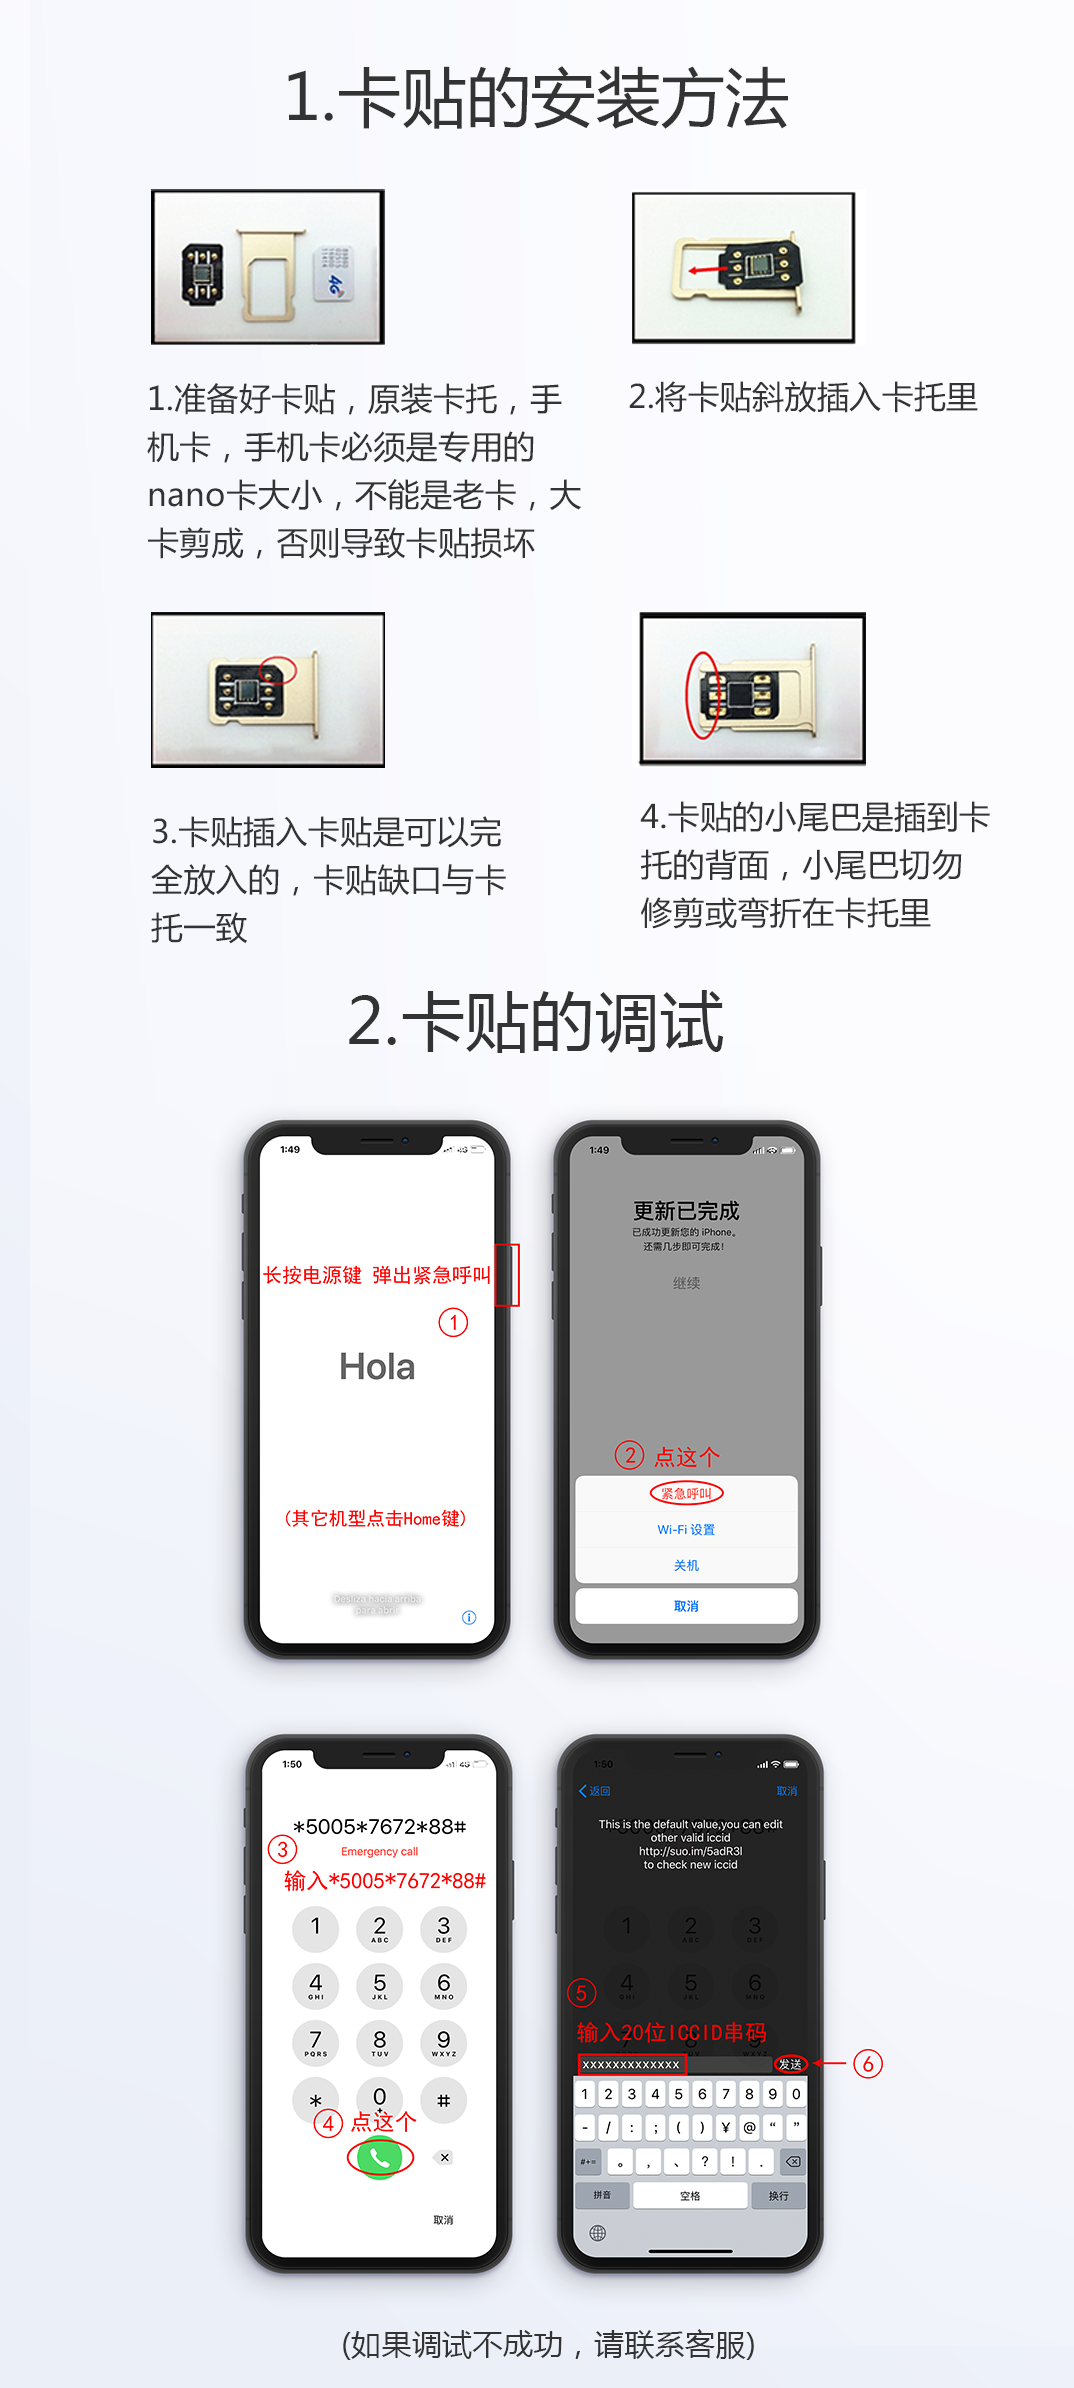 1.卡贴的安装方法
4G
1.准备好卡贴，原装卡托，手
机卡，手机卡必须是专用的
nano卡大小，不能是老卡，大
卡剪成，否则导致卡贴损坏
2.将卡贴斜放插入卡托里
3.卡贴插入卡贴是可以完
全放入的，卡贴缺口与卡
托一致
4.卡贴的小尾巴是插到卡
托的背面，小尾巴切勿
修剪或弯折在卡托里
2.卡贴的调试
1:49
4G
长按电源键 弹出紧急呼叫
①
Hola
(其它机型点击Home键)
Desliza hacia arriba
para abrir
1:49
更新已完成
已成功更新您的 iPhone。
还需几步即可完成！
继续
② 点这个
紧急呼叫
Wi-Fi 设置
关机
取消
1:50
4G
*5005*7672*88#
③
Emergency call
输入*5005*7672*88#
1
2 ABC
3 DEF
4 GHI
5 JKL
6 MNO
7 PQRS
8 TUV
9 WXYZ
*
0 +
#
④ 点这个
取消
1:50
返回
取消
This is the default value,you can edit
other valid iccid
http://suo.im/5adR3l
to check new iccid
1
2 ABC
3 DEF
4 GHI
5
6 MNO
⑤
输入20位ICCID串码
xxxxxxxxxxxxx
发送
⑥
1 2 3 4 5 6 7 8 9 0
- / : ; ( ) ¥ @ “ ”
#+= 。 ， 、 ? ! .
拼音
空格
换行
(如果调试不成功，请联系客服)